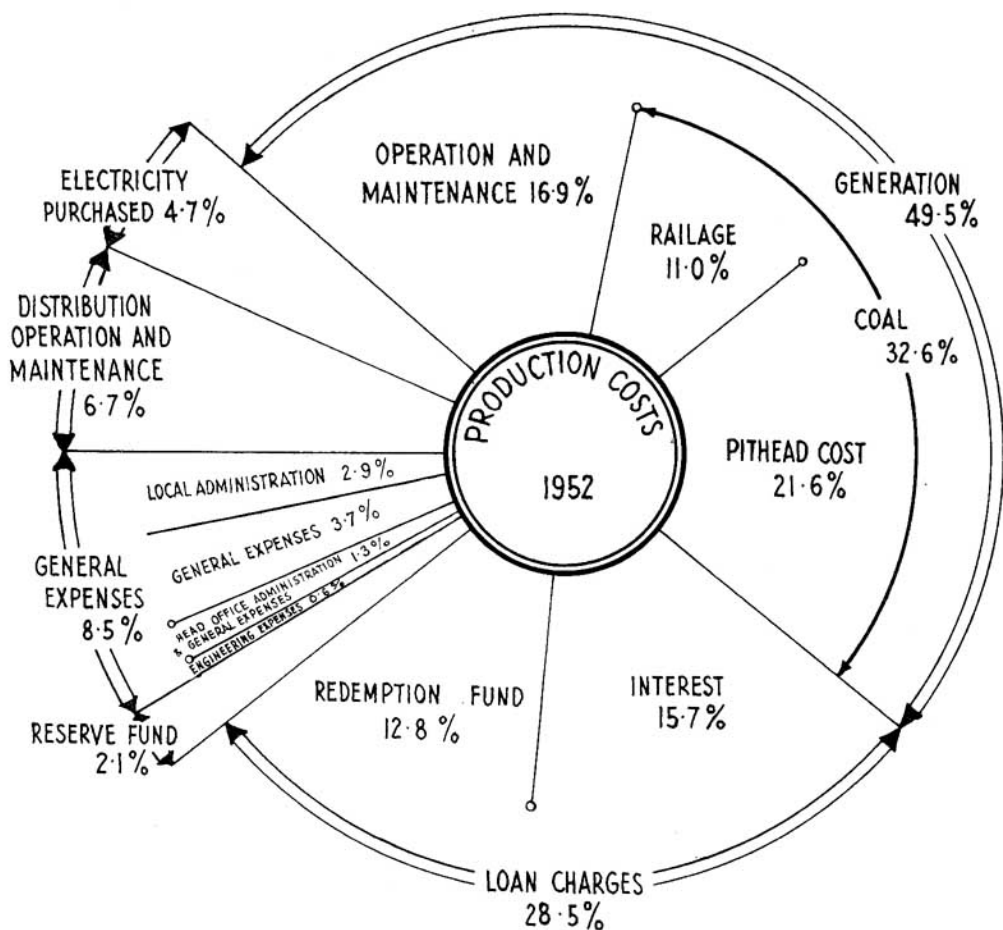 PRODUCTION COSTS
1952
OPERATION AND
MAINTENANCE 16·9%
RAILAGE
11·0%
GENERATION
49·5%
COAL
32·6%
PITHEAD COST
21·6%
INTEREST
15·7%
REDEMPTION FUND
12·8%
LOAN CHARGES
28·5%
RESERVE FUND
2·1%
GENERAL
EXPENSES
8·5%
LOCAL ADMINISTRATION 2·9%
GENERAL EXPENSES 3·7%
HEAD OFFICE ADMINISTRATION 1·3%
& GENERAL EXPENSES
ENGINEERING EXPENSES 0·6%
DISTRIBUTION
OPERATION AND
MAINTENANCE
6·7%
ELECTRICITY
PURCHASED 4·7%